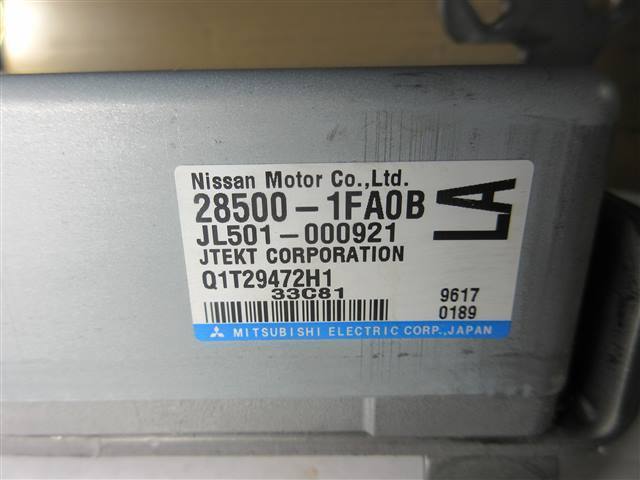 Nissan Motor Co.,Ltd.
28500-1FA0B
LA
JL501-000921
JTEKT CORPORATION
Q1T29472H1
33C81
9617
0189
MITSUBISHI ELECTRIC CORP.,JAPAN